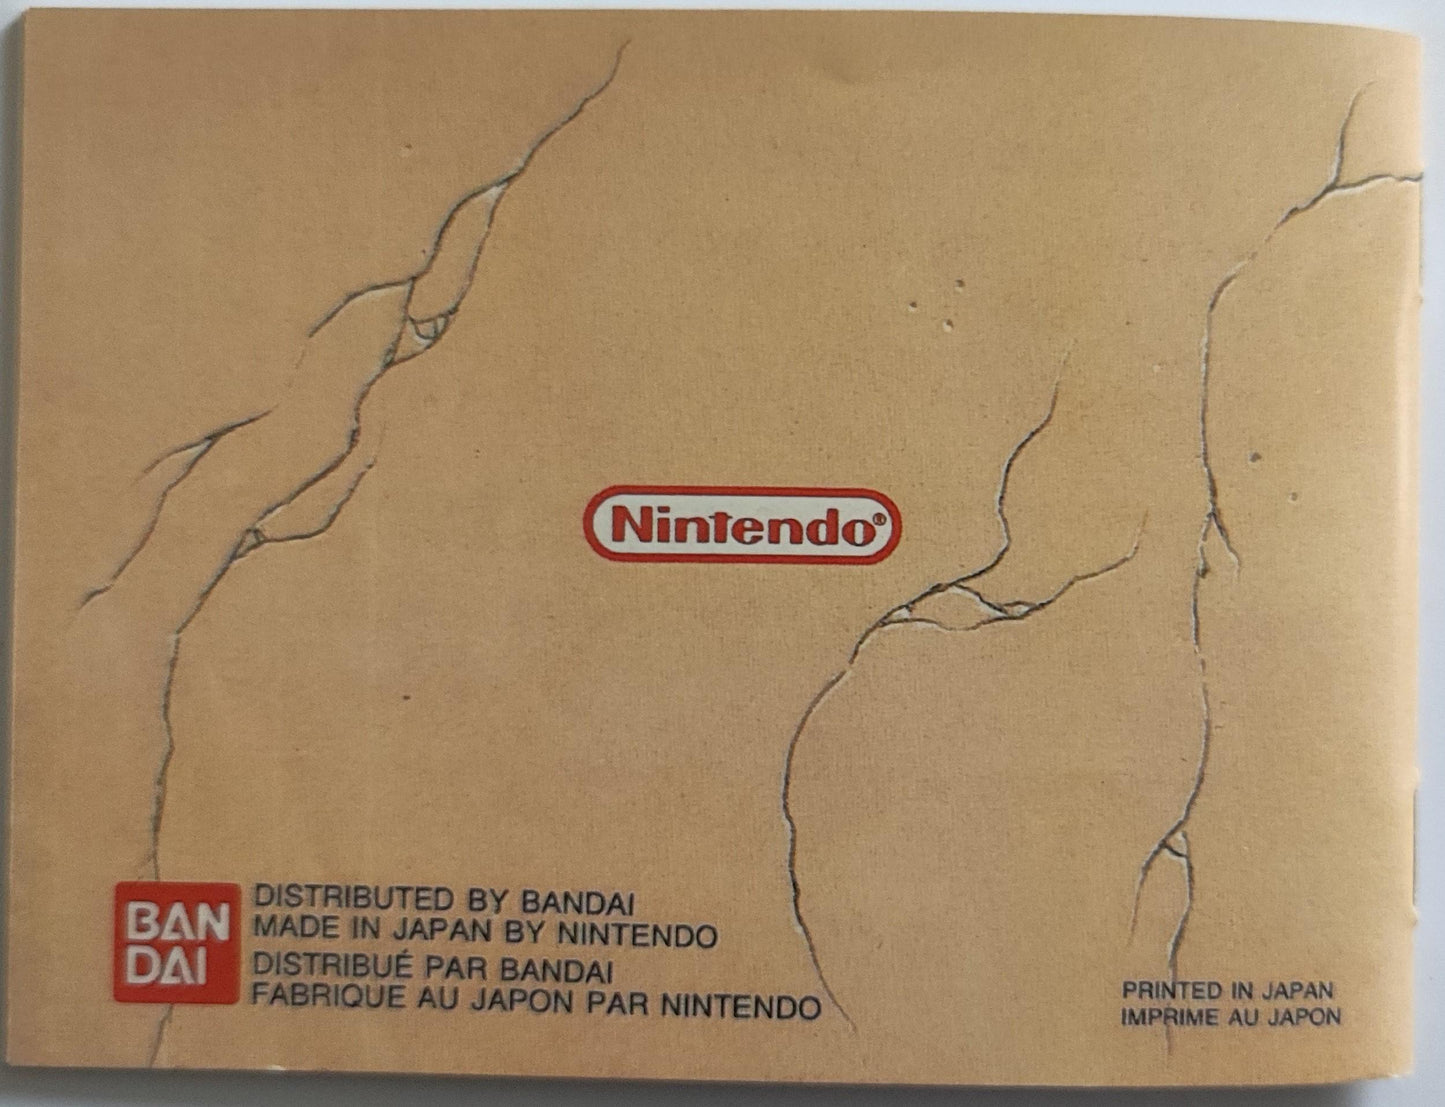 Nintendo®
BAN
DAI
DISTRIBUTED BY BANDAI
MADE IN JAPAN BY NINTENDO
DISTRIBUÉ PAR BANDAI
FABRIQUE AU JAPON PAR NINTENDO
PRINTED IN JAPAN
IMPRIME AU JAPON